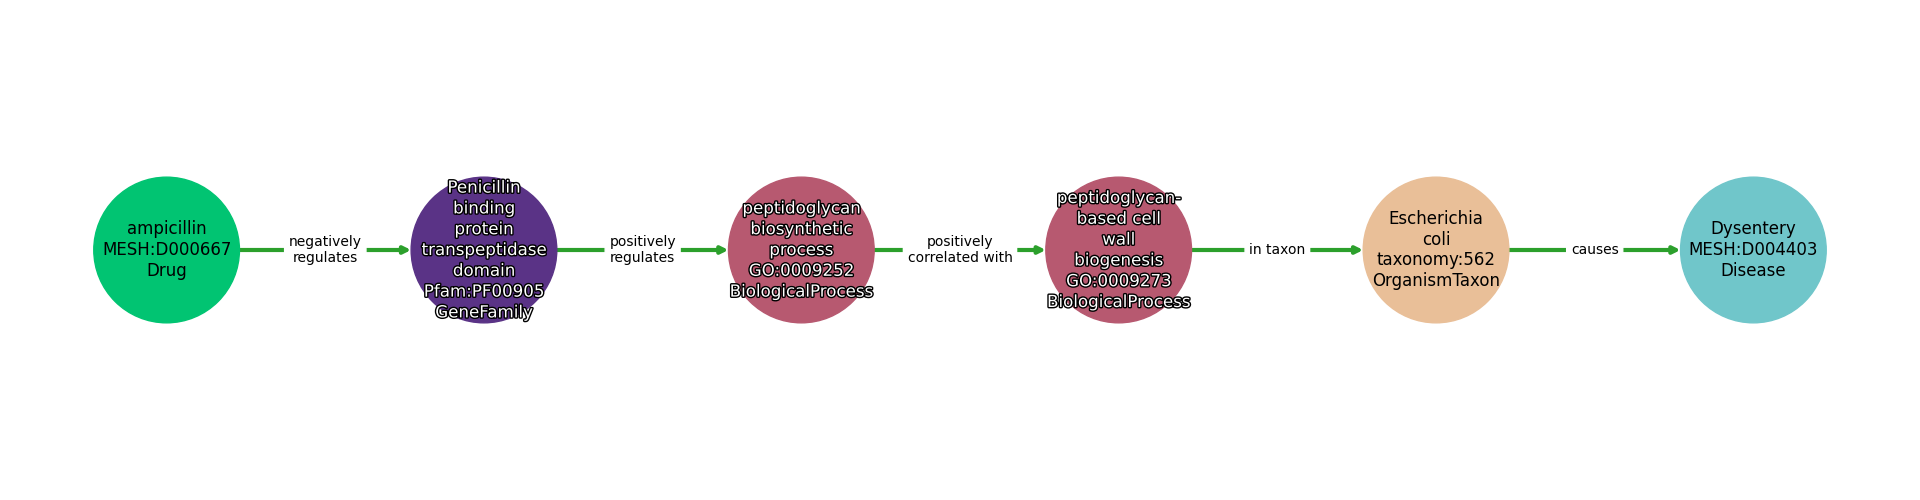 ampicillin
MESH:D000667
Drug
negatively
regulates
Penicillin
binding
protein
transpeptidase
domain
Pfam:PF00905
GeneFamily
positively
regulates
peptidoglycan
biosynthetic
process
GO:0009252
BiologicalProcess
positively
correlated with
peptidoglycan-
based cell
wall
biogenesis
GO:0009273
BiologicalProcess
in taxon
Escherichia
coli
taxonomy:562
OrganismTaxon
causes
Dysentery
MESH:D004403
Disease